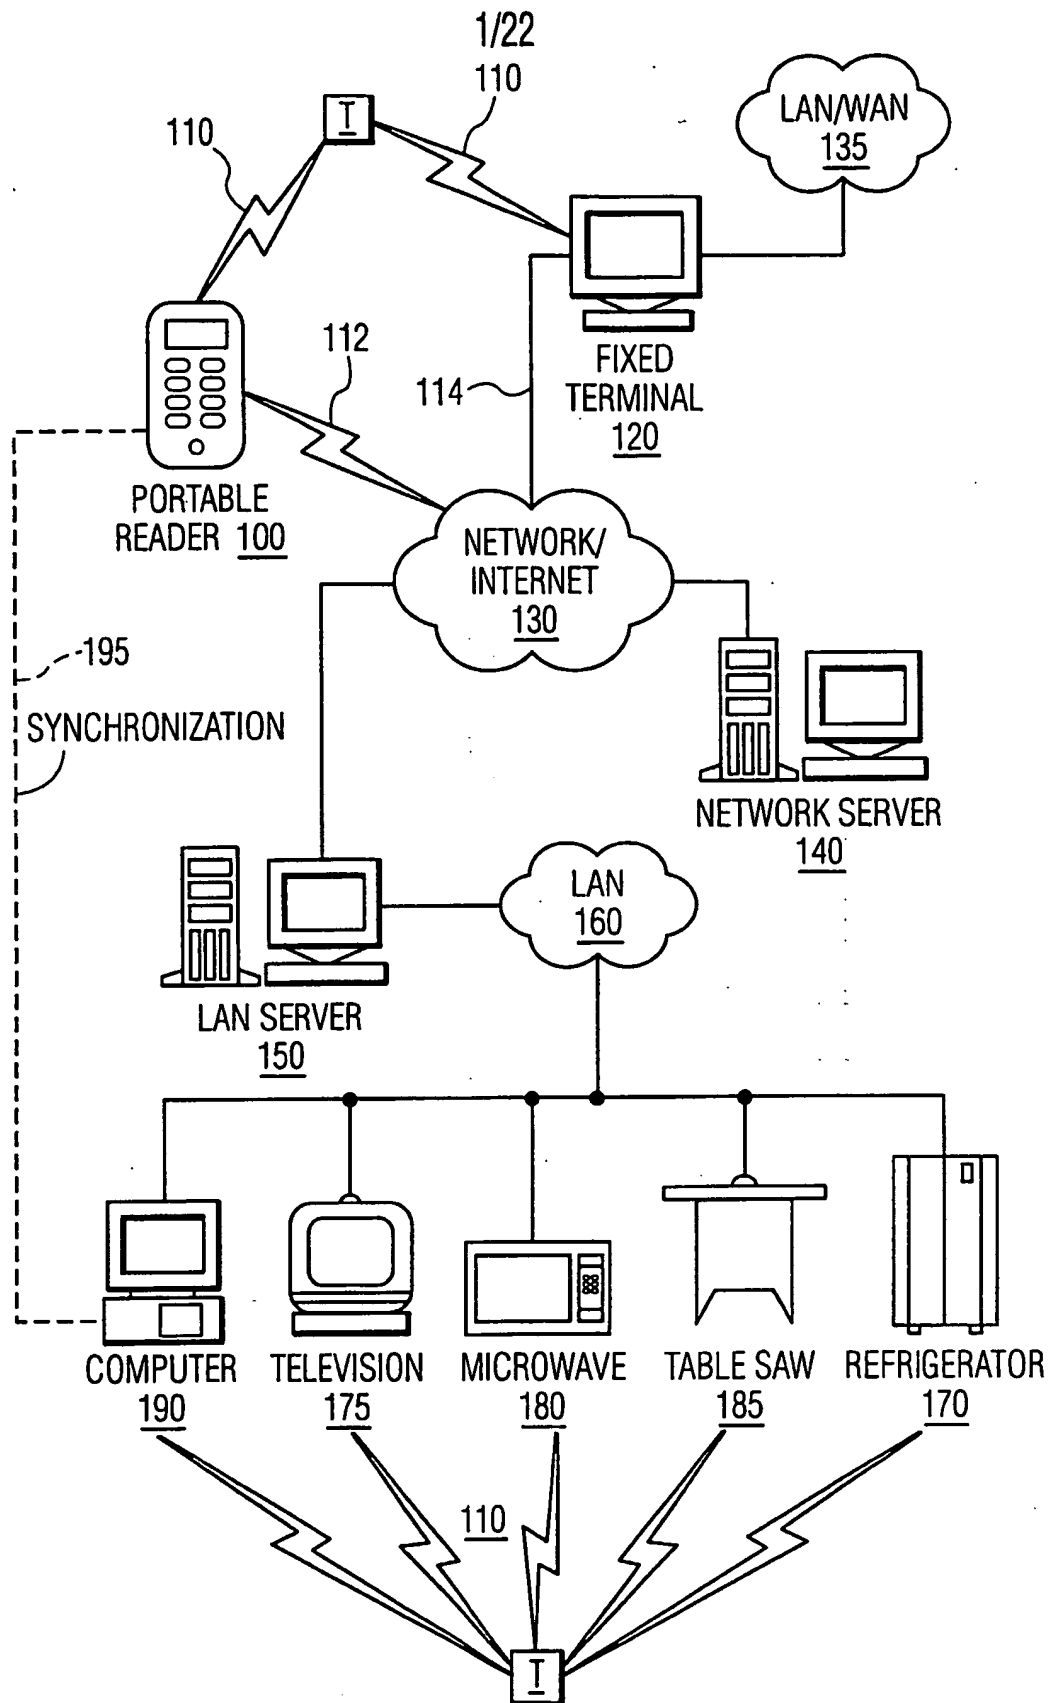 1/22
110
T
110
LAN/WAN
135
112
114
FIXED
TERMINAL
120
PORTABLE
READER 100
NETWORK/
INTERNET
130
195
SYNCHRONIZATION
NETWORK SERVER
140
LAN
160
LAN SERVER
150
COMPUTER
190
TELEVISION
175
MICROWAVE
180
TABLE SAW
185
REFRIGERATOR
170
110
T